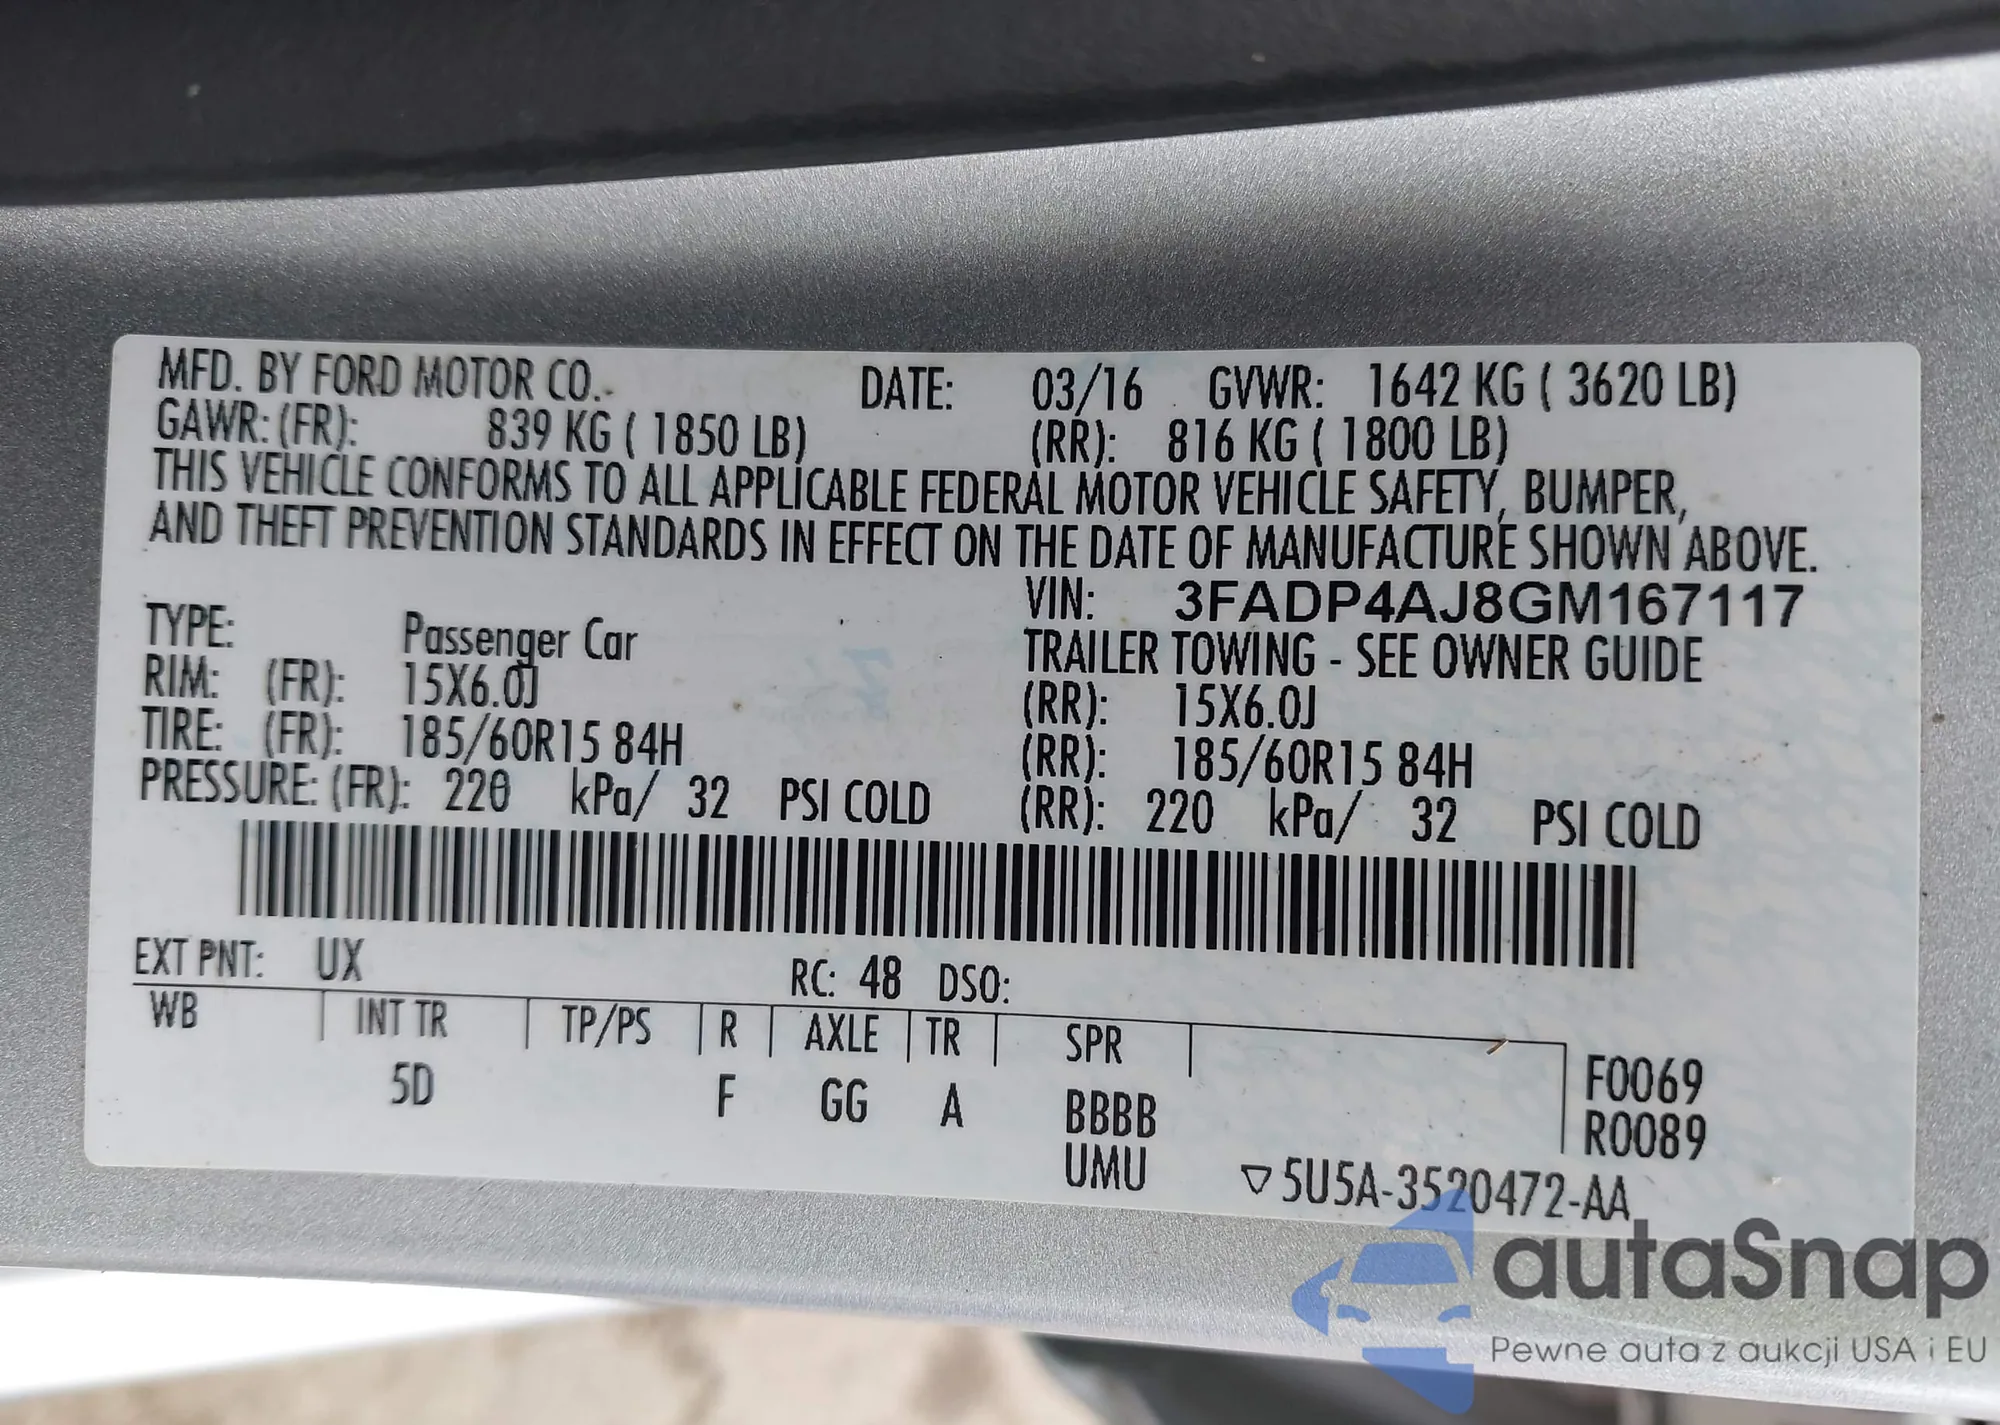 MFD. BY FORD MOTOR CO. DATE: 03/16 GVWR: 1642 KG ( 3620 LB)
GAWR: (FR): 839 KG ( 1850 LB) (RR): 816 KG ( 1800 LB)
THIS VEHICLE CONFORMS TO ALL APPLICABLE FEDERAL MOTOR VEHICLE SAFETY, BUMPER,
AND THEFT PREVENTION STANDARDS IN EFFECT ON THE DATE OF MANUFACTURE SHOWN ABOVE.
VIN: 3FADP4AJ8GM167117
TYPE: Passenger Car TRAILER TOWING - SEE OWNER GUIDE
RIM: (FR): 15X6.0J (RR): 15X6.0J
TIRE: (FR): 185/60R15 84H (RR): 185/60R15 84H
PRESSURE: (FR): 220 kPa/ 32 PSI COLD (RR): 220 kPa/ 32 PSI COLD
EXT PNT: UX RC: 48 DSO:
WB INT TR TP/PS R AXLE TR SPR
5D F GG A BBBB
UMU
F0069
R0089
▽5U5A-3520472-AA
autaSnap
Pewne auta z aukcji USA i EU